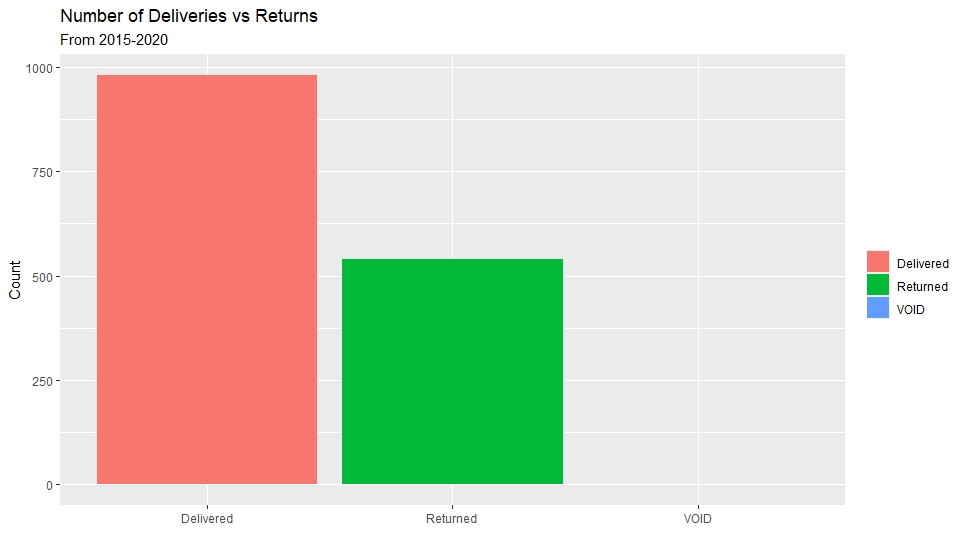 Number of Deliveries vs Returns
From 2015-2020
Count
1000
750
500
250
0
Delivered
Returned
VOID
Delivered
Returned
VOID